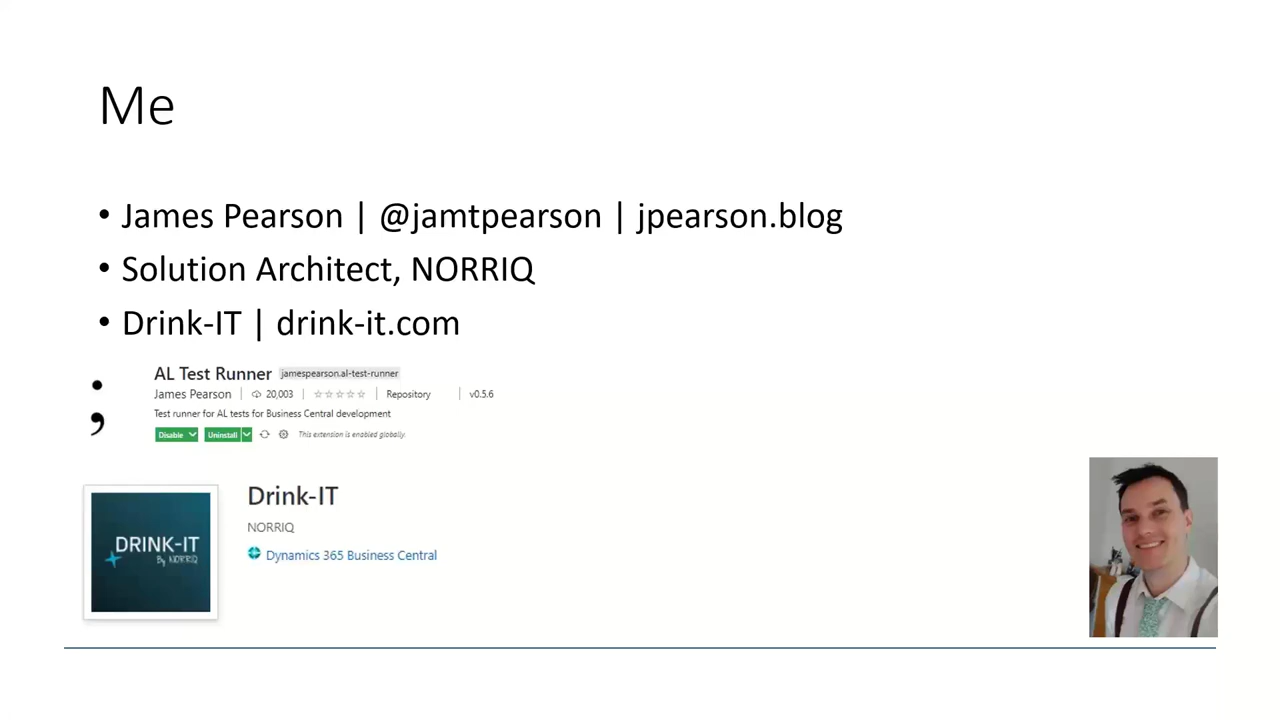 Me
• James Pearson | @jamtpearson | jpearson.blog
• Solution Architect, NORRIQ
• Drink-IT | drink-it.com
;
AL Test Runner jamespearson.al-test-runner
James Pearson | 20,003 | ☆☆☆☆☆ | Repository | v0.5.6
Test runner for AL tests for Business Central development
Disable Uninstall This extension is enabled globally.
DRINK-IT
By NORRIQ
Drink-IT
NORRIQ
Dynamics 365 Business Central